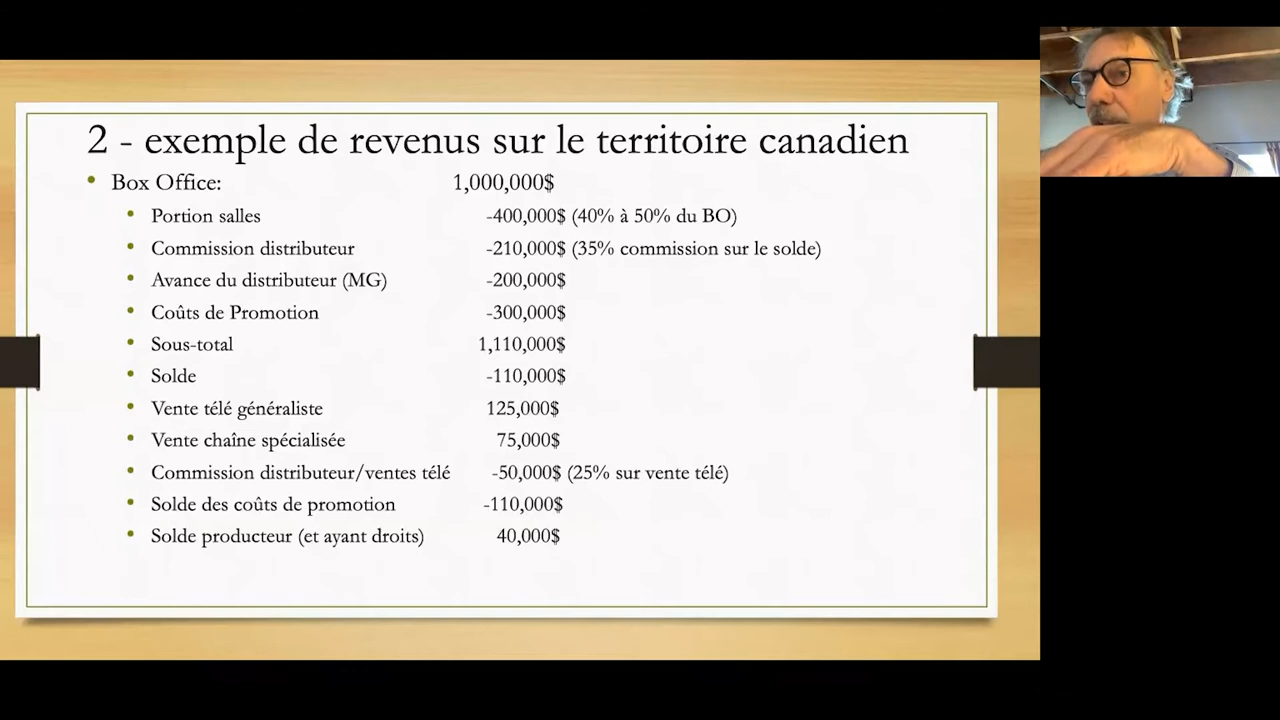 2 - exemple de revenus sur le territoire canadien
Box Office: 1,000,000$
Portion salles -400,000$ (40% à 50% du BO)
Commission distributeur -210,000$ (35% commission sur le solde)
Avance du distributeur (MG) -200,000$
Coûts de Promotion -300,000$
Sous-total 1,110,000$
Solde -110,000$
Vente télé généraliste 125,000$
Vente chaîne spécialisée 75,000$
Commission distributeur/ventes télé -50,000$ (25% sur vente télé)
Solde des coûts de promotion -110,000$
Solde producteur (et ayant droits) 40,000$